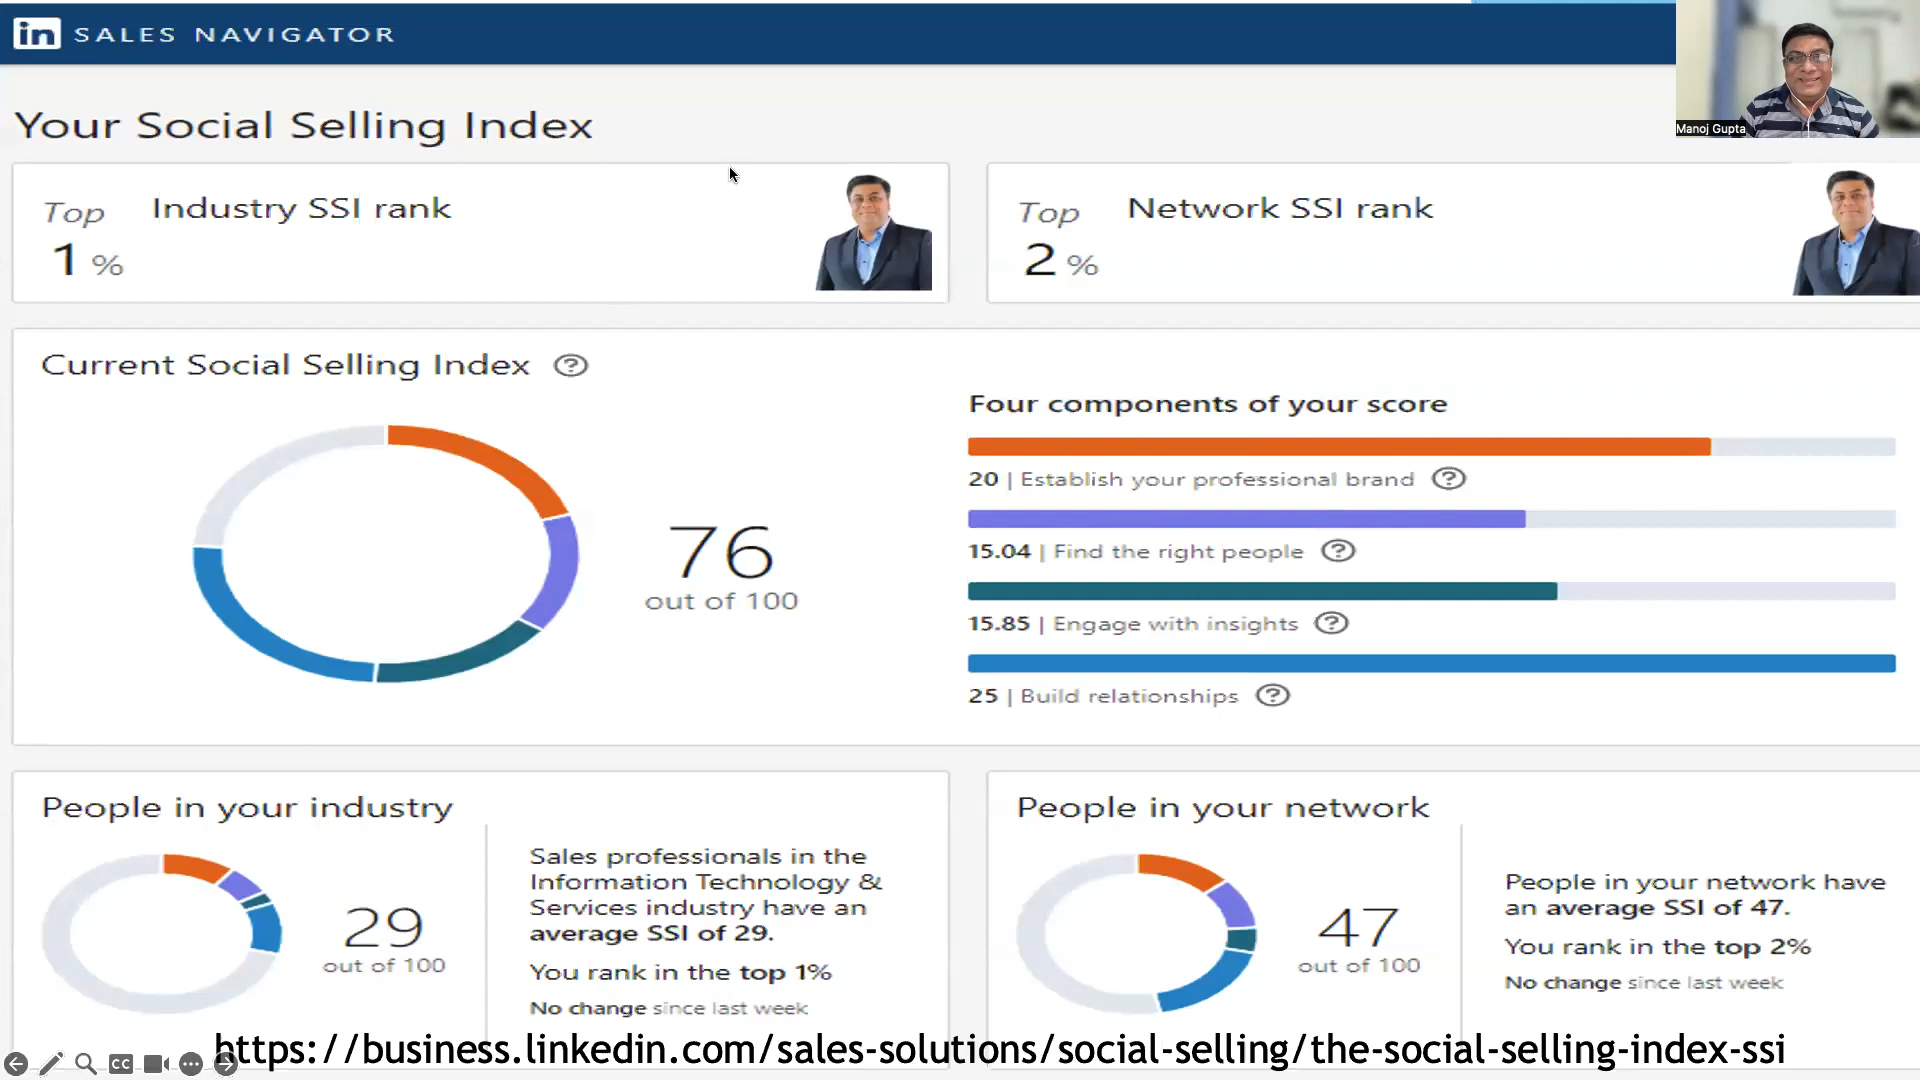 in SALES NAVIGATOR
Manoj Gupta
Your Social Selling Index
Top
1 %
Industry SSI rank
Top
2 %
Network SSI rank
Current Social Selling Index ?
76
out of 100
Four components of your score
20 | Establish your professional brand ?
15.04 | Find the right people ?
15.85 | Engage with insights ?
25 | Build relationships ?
People in your industry
29
out of 100
Sales professionals in the
Information Technology &
Services industry have an
average SSI of 29.
You rank in the top 1%
No change since last week
People in your network
47
out of 100
People in your network have
an average SSI of 47.
You rank in the top 2%
No change since last week
CC
https://business.linkedin.com/sales-solutions/social-selling/the-social-selling-index-ssi